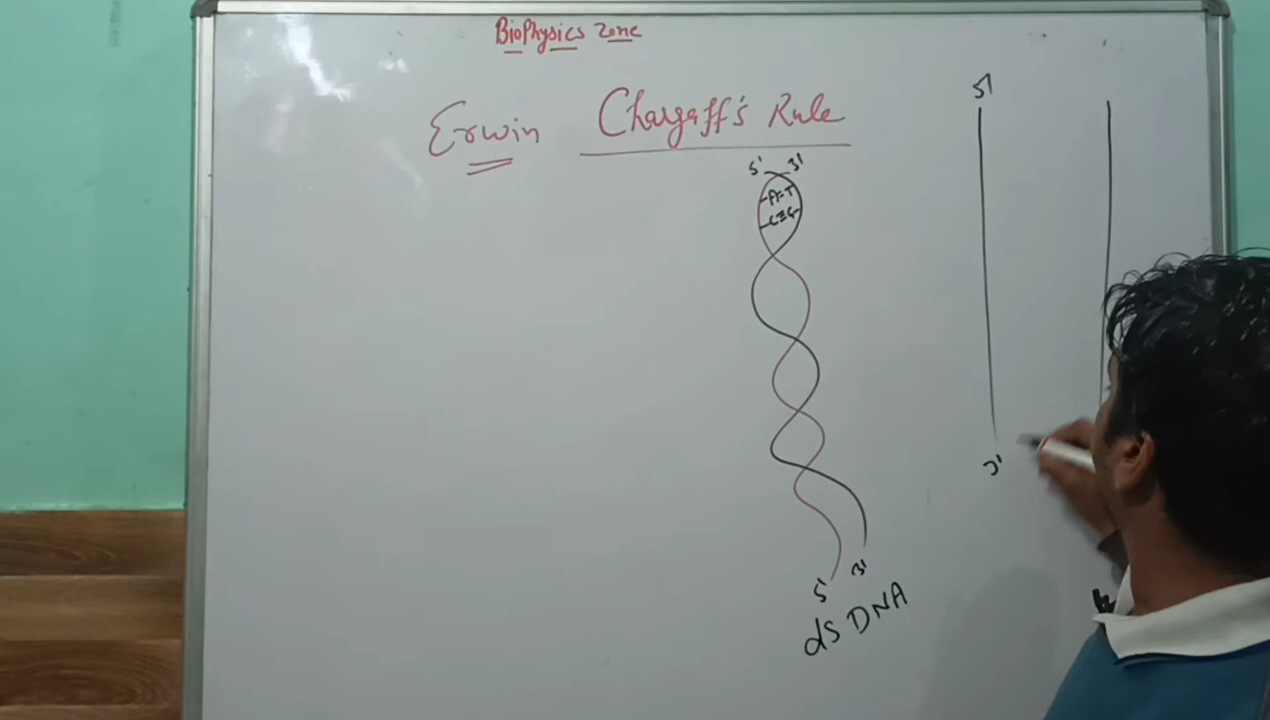 BioPhysics Zone
Erwin Chargaff's Rule
5'
5' 3'
A=T
C≡G
3'
5' 3'
dS DNA